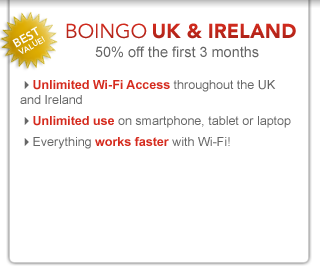 BEST
VALUE!
BOINGO UK & IRELAND
50% off the first 3 months
Unlimited Wi-Fi Access throughout the UK
and Ireland
Unlimited use on smartphone, tablet or laptop
Everything works faster with Wi-Fi!